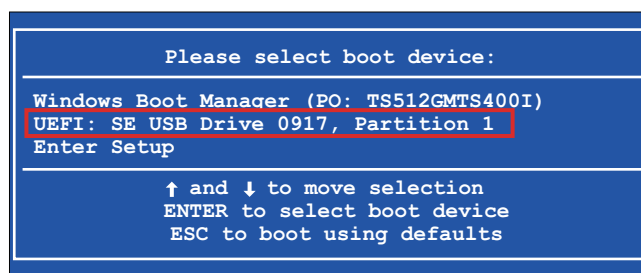 Please select boot device:
Windows Boot Manager (PO: TS512GMTS400I)
UEFI: SE USB Drive 0917, Partition 1
Enter Setup
↑ and ↓ to move selection
ENTER to select boot device
ESC to boot using defaults